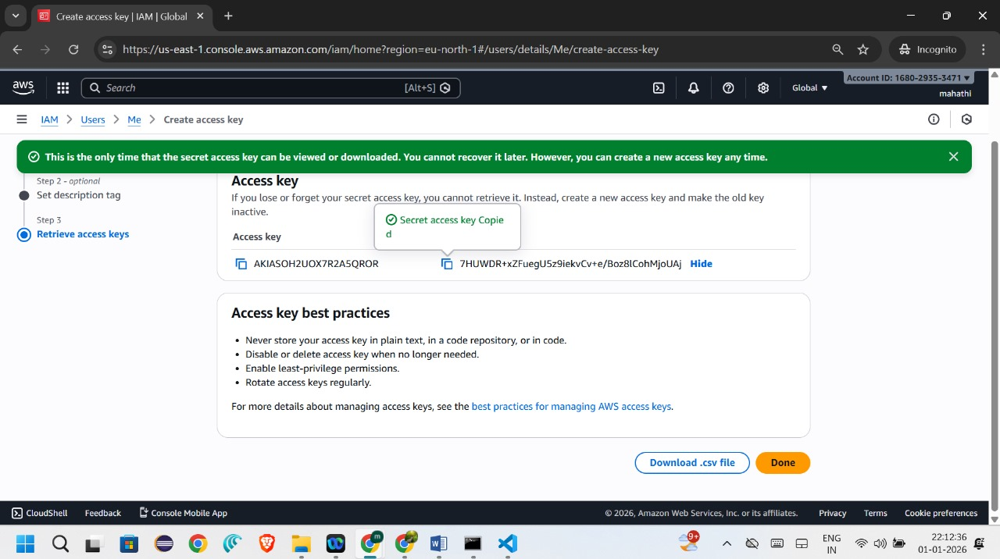 Create access key | IAM | Global
https://us-east-1.console.aws.amazon.com/iam/home?region=eu-north-1#/users/details/Me/create-access-key
Incognito
aws
Search
[Alt+S]
Global
Account ID: 1680-2935-3471
mahathi
IAM
Users
Me
Create access key
This is the only time that the secret access key can be viewed or downloaded. You cannot recover it later. However, you can create a new access key any time.
Step 2 - optional
Set description tag
Step 3
Retrieve access keys
Access key
If you lose or forget your secret access key, you cannot retrieve it. Instead, create a new access key and make the old key
inactive.
Secret access key Copie
d
Access key
AKIASOH2UOX7R2A5QROR
7HUWDR+xZFuegU5z9iekvCv+e/Boz8lCohMjoUAj
Hide
Access key best practices
Never store your access key in plain text, in a code repository, or in code.
Disable or delete access key when no longer needed.
Enable least-privilege permissions.
Rotate access keys regularly.
For more details about managing access keys, see the best practices for managing AWS access keys.
Download .csv file
Done
CloudShell
Feedback
Console Mobile App
© 2026, Amazon Web Services, Inc. or its affiliates.
Privacy
Terms
Cookie preferences
m
9+
ENG
IN
22:12:36
01-01-2026